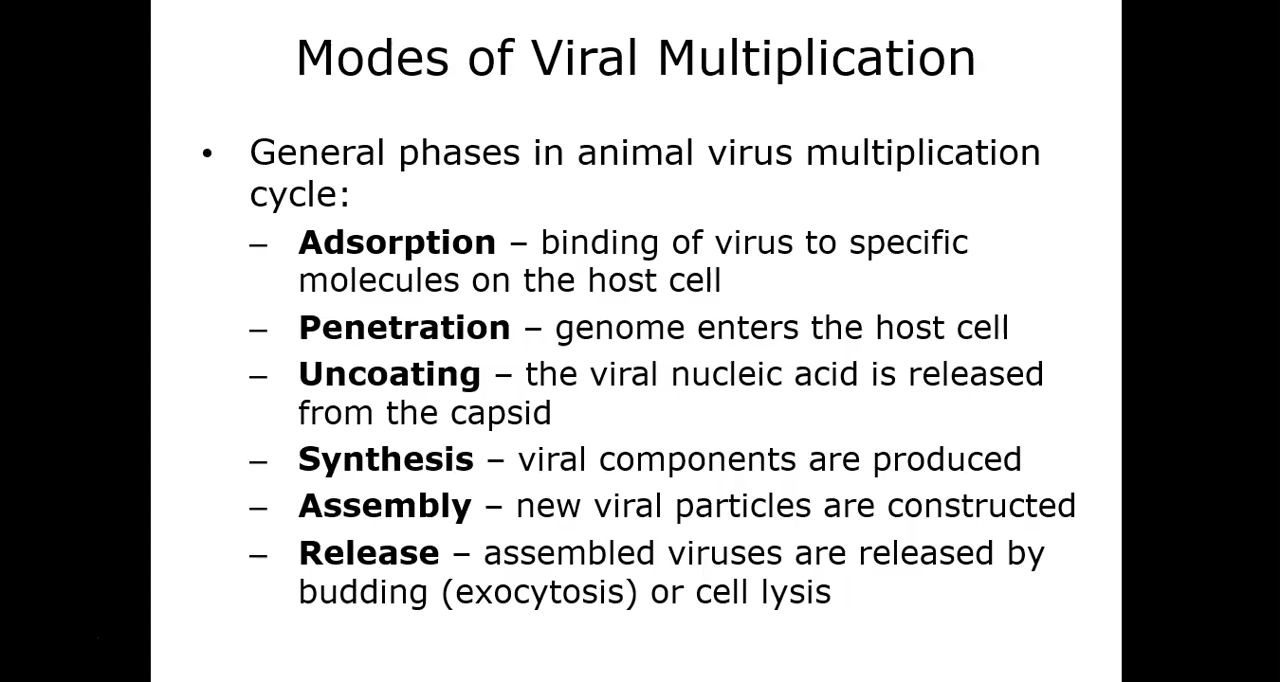 Modes of Viral Multiplication
• General phases in animal virus multiplication
cycle:
– Adsorption – binding of virus to specific
molecules on the host cell
– Penetration – genome enters the host cell
– Uncoating – the viral nucleic acid is released
from the capsid
– Synthesis – viral components are produced
– Assembly – new viral particles are constructed
– Release – assembled viruses are released by
budding (exocytosis) or cell lysis